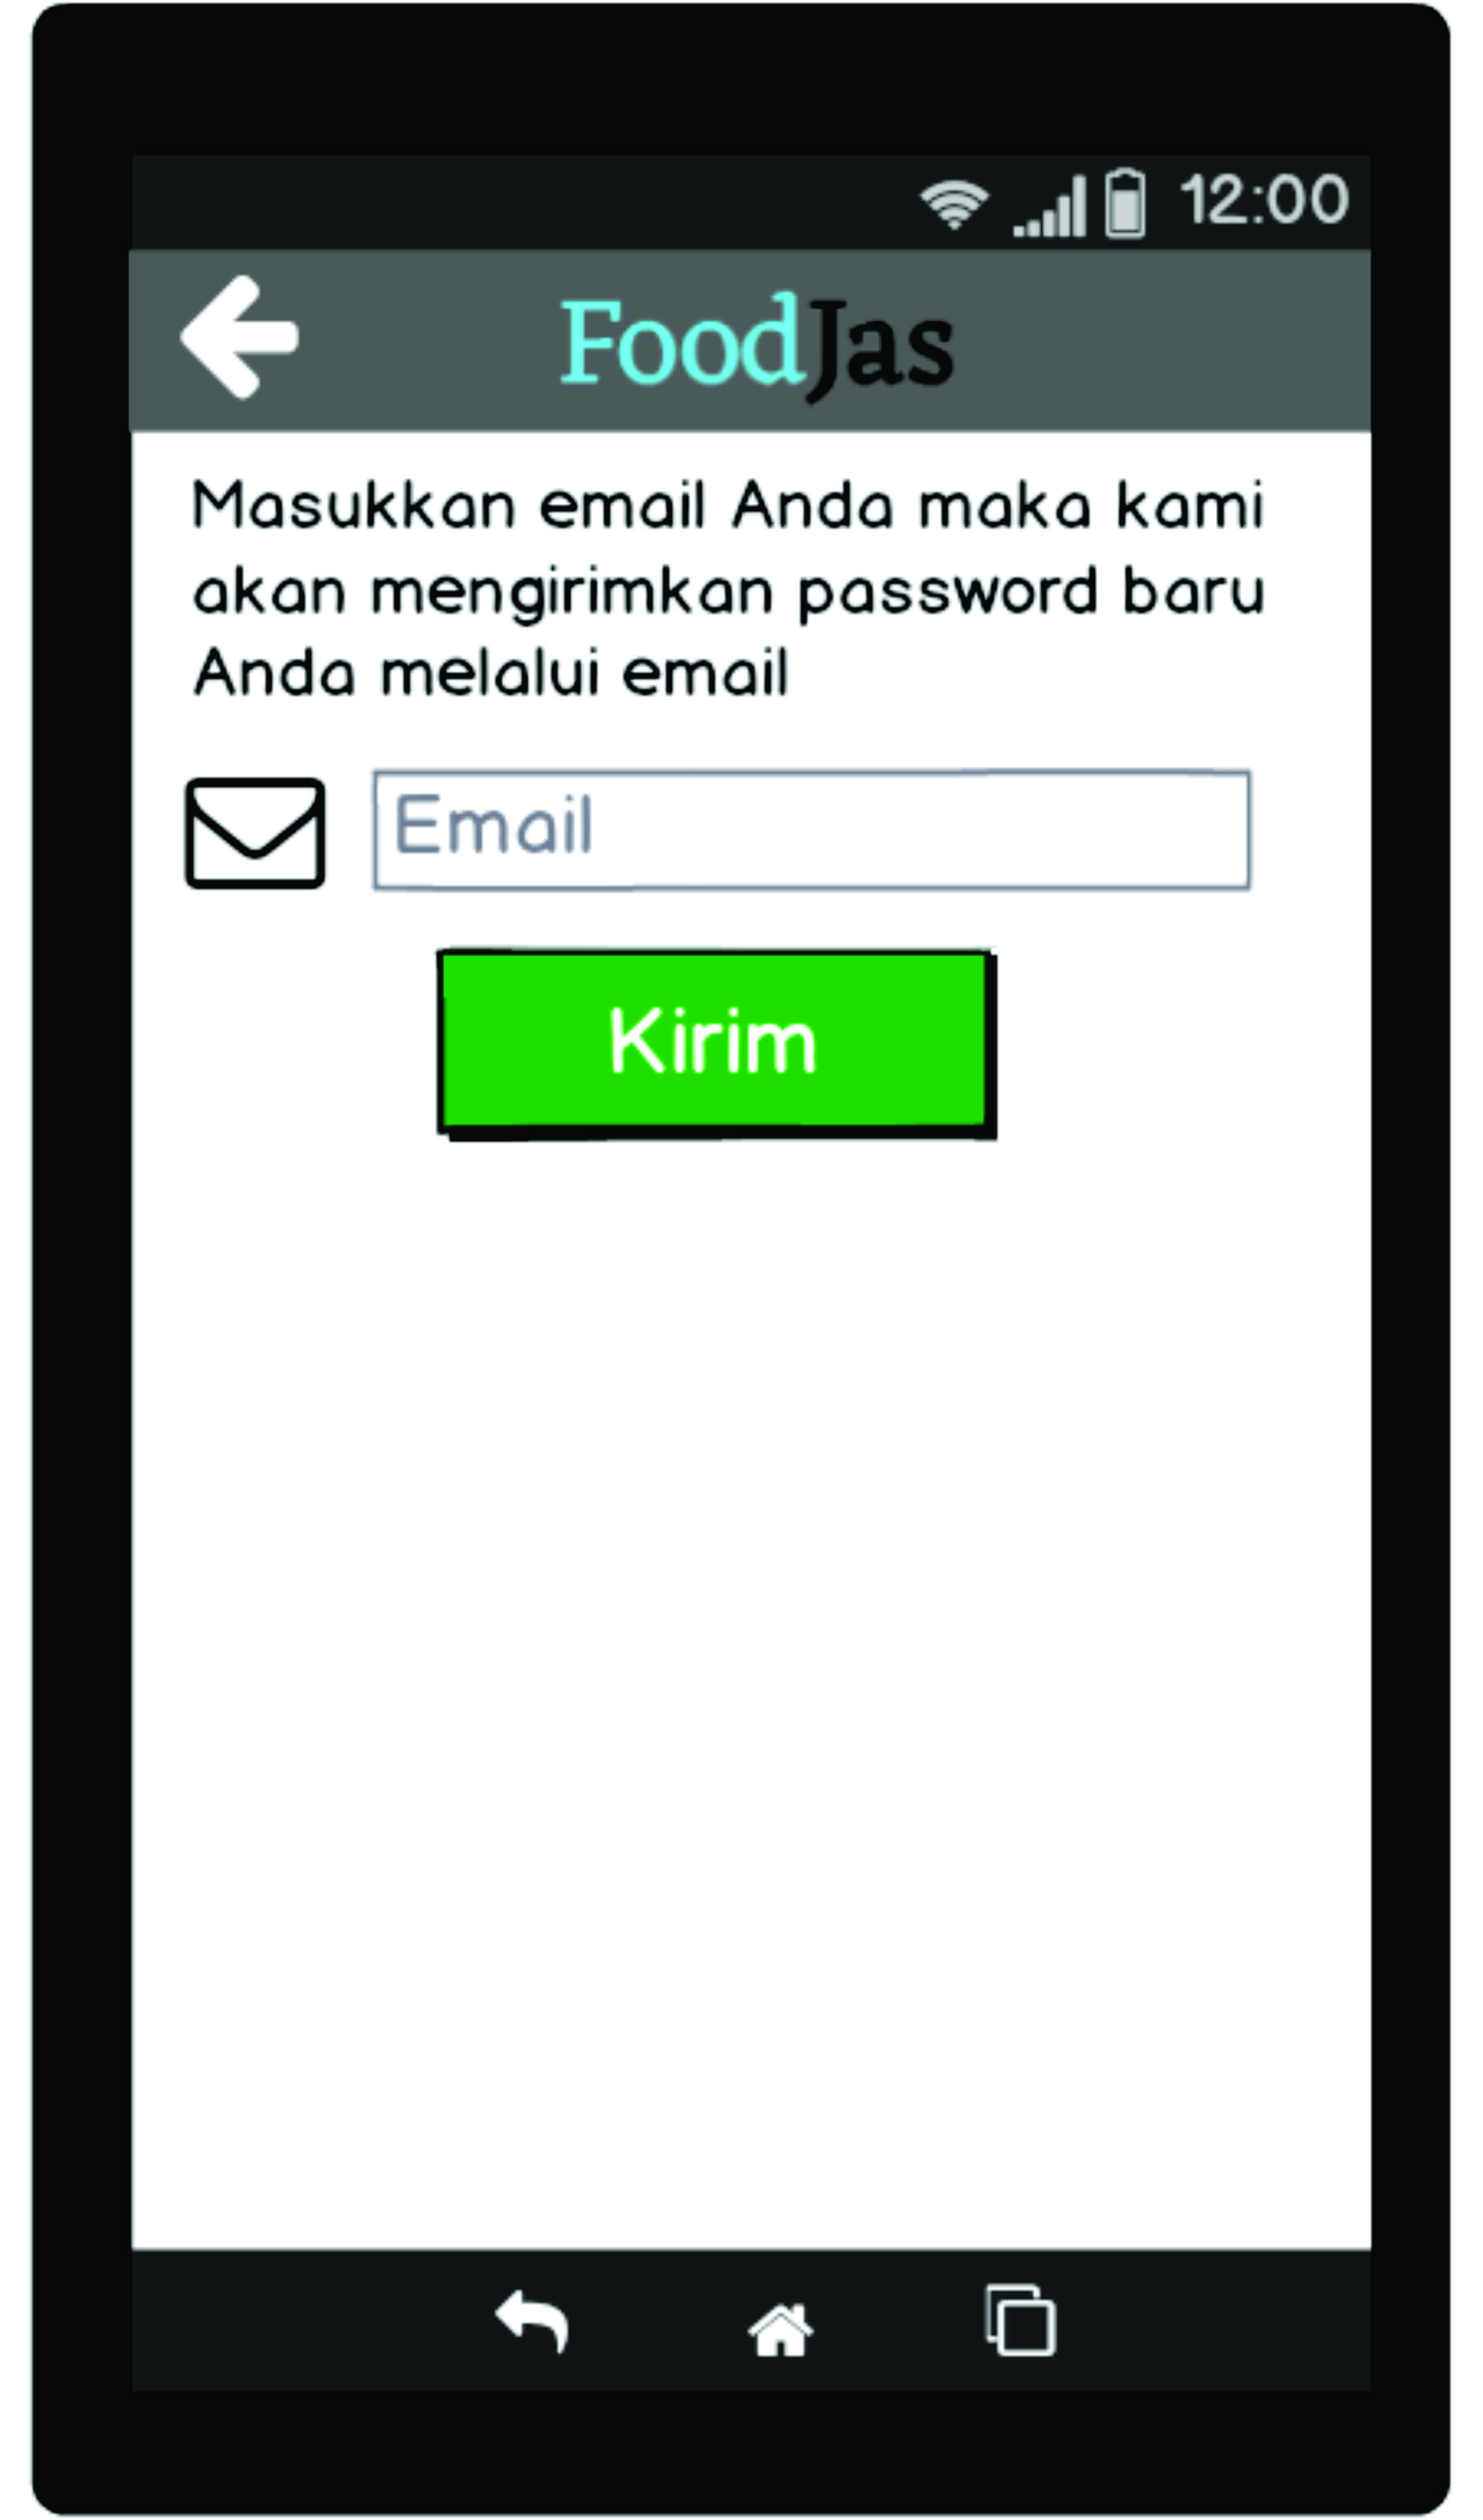 12:00
FoodJas
Masukkan email Anda maka kami
akan mengirimkan password baru
Anda melalui email
Email
Kirim